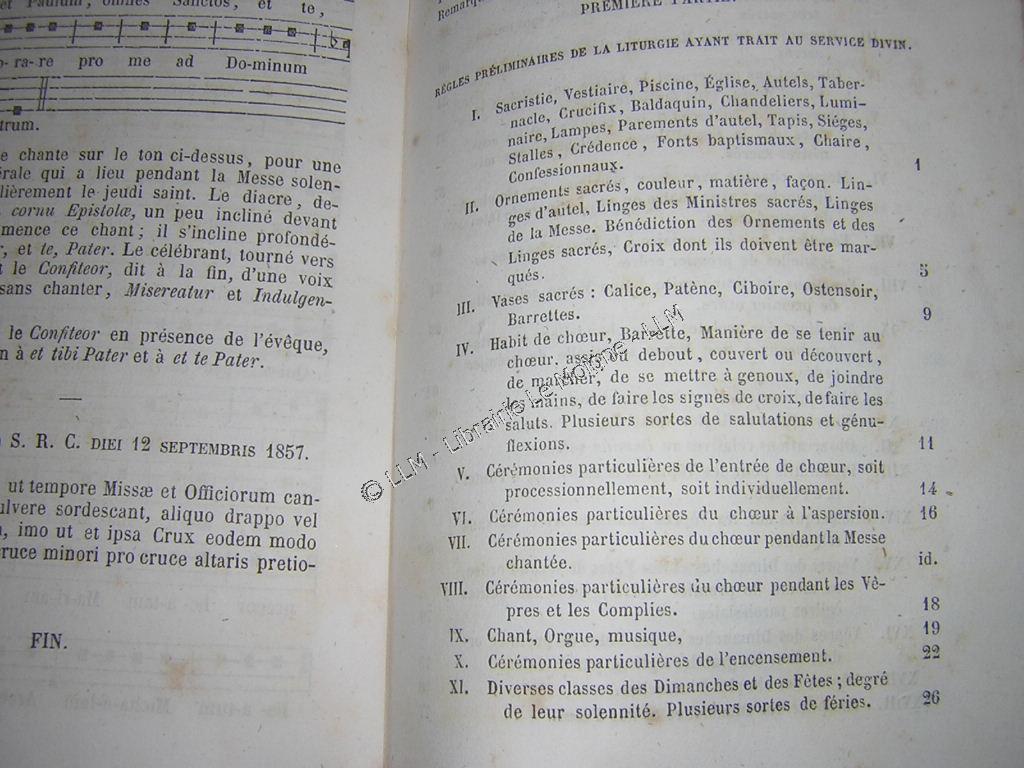 et Paulum, omnes Sanctos, et te,
o-ra-re pro me ad Do-minum
trum.
e chante sur le ton ci-dessus, pour une
rale qui a lieu pendant la Messe solen-
lièrement le jeudi saint. Le diacre, de-
cornu Epistolæ, un peu incliné devant
mence ce chant; il s'incline profondé-
r, et te, Pater. Le célébrant, tourné vers
t le Confiteor, dit à la fin, d'une voix
sans chanter, Misereatur et Indulgen-
le Confiteor en présence de l'évêque,
n à et tibi Pater et à et te Pater.
S. R. C. DIEI 12 SEPTEMBRIS 1857.
ut tempore Missæ et Officiorum can-
ulvere sordescant, aliquo drappo vel
, imo ut et ipsa Crux eodem modo
cruce minori pro cruce altaris pretio-
FIN.
Remarq
PREMIÈRE PARTIE.
RÈGLES PRÉLIMINAIRES DE LA LITURGIE AYANT TRAIT AU SERVICE DIVIN.
I. Sacristie, Vestiaire, Piscine, Église, Autels, Taber-
nacle, Crucifix, Baldaquin, Chandeliers, Lumi-
naire, Lampes, Parements d'autel, Tapis, Siéges,
Stalles, Crédence, Fonts baptismaux, Chaire,
Confessionnaux. 1
II. Ornements sacrés, couleur, matière, façon. Lin-
ges d'autel, Linges des Ministres sacrés, Linges
de la Messe. Bénédiction des Ornements et des
Linges sacrés, Croix dont ils doivent être mar-
qués. 5
III. Vases sacrés : Calice, Patène, Ciboire, Ostensoir,
Barrettes. 9
IV. Habit de chœur, Barrette, Manière de se tenir au
chœur. assis ou debout, couvert ou découvert,
de marcher, de se mettre à genoux, de joindre
les mains, de faire les signes de croix, de faire les
saluts. Plusieurs sortes de salutations et génu-
flexions. 11
V. Cérémonies particulières de l'entrée de chœur, soit
processionnellement, soit individuellement. 14
VI. Cérémonies particulières du chœur à l'aspersion. 16
VII. Cérémonies particulières du chœur pendant la Messe
chantée. id.
VIII. Cérémonies particulières du chœur pendant les Vê-
pres et les Complies. 18
IX. Chant, Orgue, musique, 19
X. Cérémonies particulières de l'encensement. 22
XI. Diverses classes des Dimanches et des Fêtes ; degré
de leur solennité. Plusieurs sortes de féries. 26
© LLM - Librairie Le Moulne - LLM